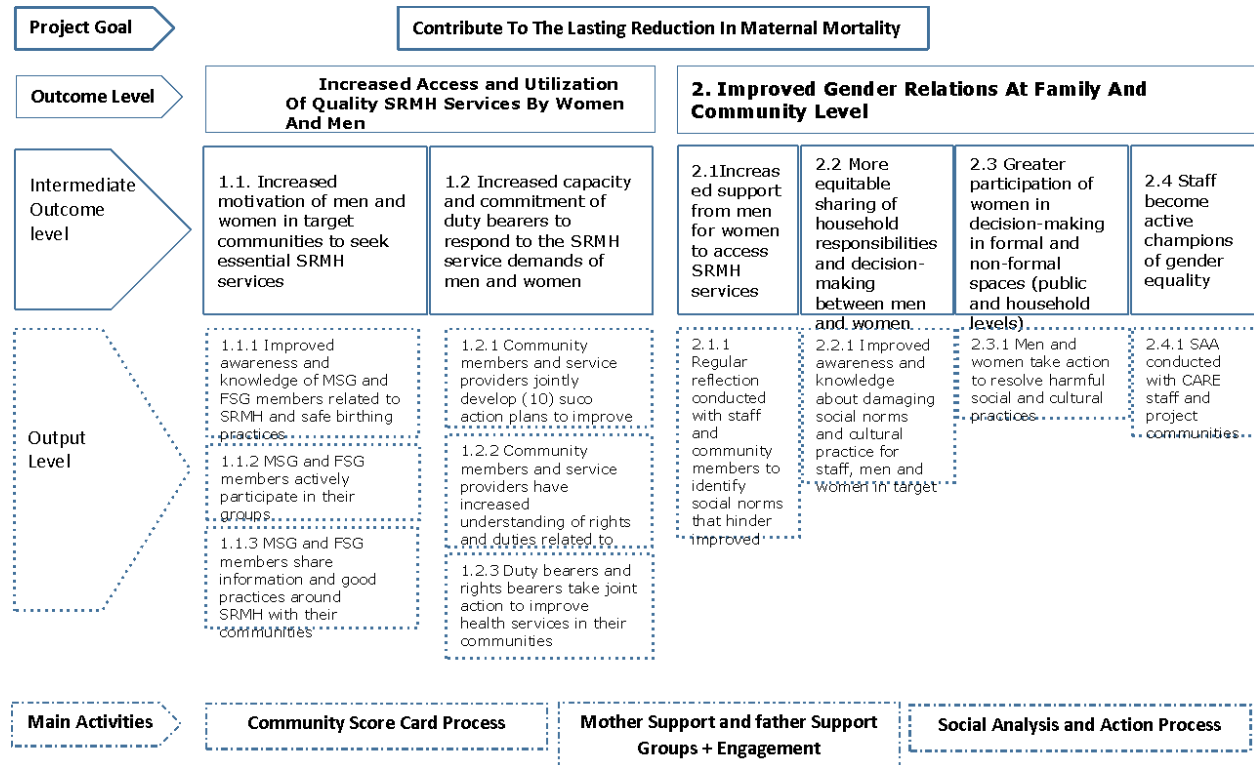 Project Goal
Contribute To The Lasting Reduction In Maternal Mortality
Outcome Level
Increased Access and Utilization
Of Quality SRMH Services By Women
And Men
2. Improved Gender Relations At Family And
Community Level
Intermediate
Outcome
level
1.1. Increased
motivation of men and
women in target
communities to seek
essential SRMH
services
1.2 Increased capacity
and commitment of
duty bearers to
respond to the SRMH
service demands of
men and women
2.1Increas
ed support
from men
for women
to access
SRMH
services
2.2 More
equitable
sharing of
household
responsibilities
and decision-
making
between men
and women
2.3 Greater
participation of
women in
decision-making
in formal and
non-formal
spaces (public
and household
levels)
2.4 Staff
become
active
champions
of gender
equality
Output
Level
1.1.1 Improved
awareness and
knowledge of MSG and
FSG members related to
SRMH and safe birthing
practices
1.1.2 MSG and FSG
members actively
participate in their
groups
1.1.3 MSG and FSG
members share
information and good
practices around
SRMH with their
communities
1.2.1 Community
members and service
providers jointly
develop (10) suco
action plans to improve
1.2.2 Community
members and service
providers have
increased
understanding of rights
and duties related to
1.2.3 Duty bearers and
rights bearers take joint
action to improve
health services in their
communities
2.1.1
Regular
reflection
conducted
with staff
and
community
members to
identify
social norms
that hinder
improved
2.2.1 Improved
awareness and
knowledge
about damaging
social norms
and cultural
practice for
staff, men and
women in target
2.3.1 Men and
women take action
to resolve harmful
social and cultural
practices
2.4.1 SAA
conducted
with CARE
staff and
project
communities
Main Activities
Community Score Card Process
Mother Support and father Support
Groups + Engagement
Social Analysis and Action Process